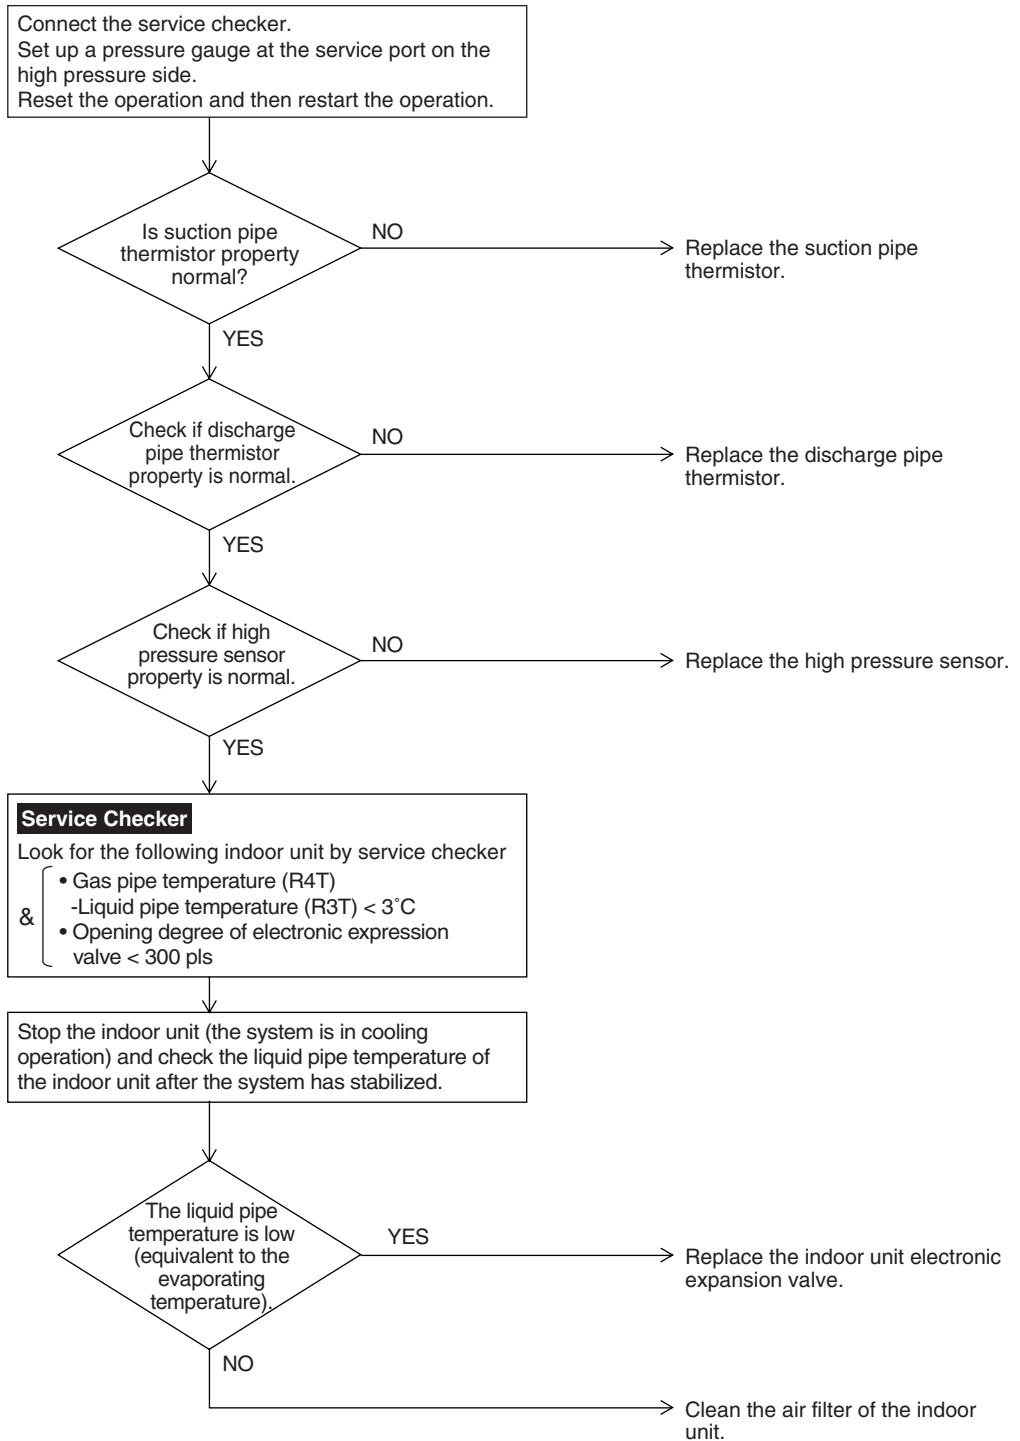 Connect the service checker.
Set up a pressure gauge at the service port on the
high pressure side.
Reset the operation and then restart the operation.
Is suction pipe
thermistor property
normal?
NO
Replace the suction pipe
thermistor.
YES
Check if discharge
pipe thermistor
property is normal.
NO
Replace the discharge pipe
thermistor.
YES
Check if high
pressure sensor
property is normal.
NO
Replace the high pressure sensor.
YES
Service Checker
Look for the following indoor unit by service checker
&
• Gas pipe temperature (R4T)
-Liquid pipe temperature (R3T) < 3˚C
• Opening degree of electronic expression
valve < 300 pls
Stop the indoor unit (the system is in cooling
operation) and check the liquid pipe temperature of
the indoor unit after the system has stabilized.
The liquid pipe
temperature is low
(equivalent to the
evaporating
temperature).
YES
Replace the indoor unit electronic
expansion valve.
NO
Clean the air filter of the indoor
unit.